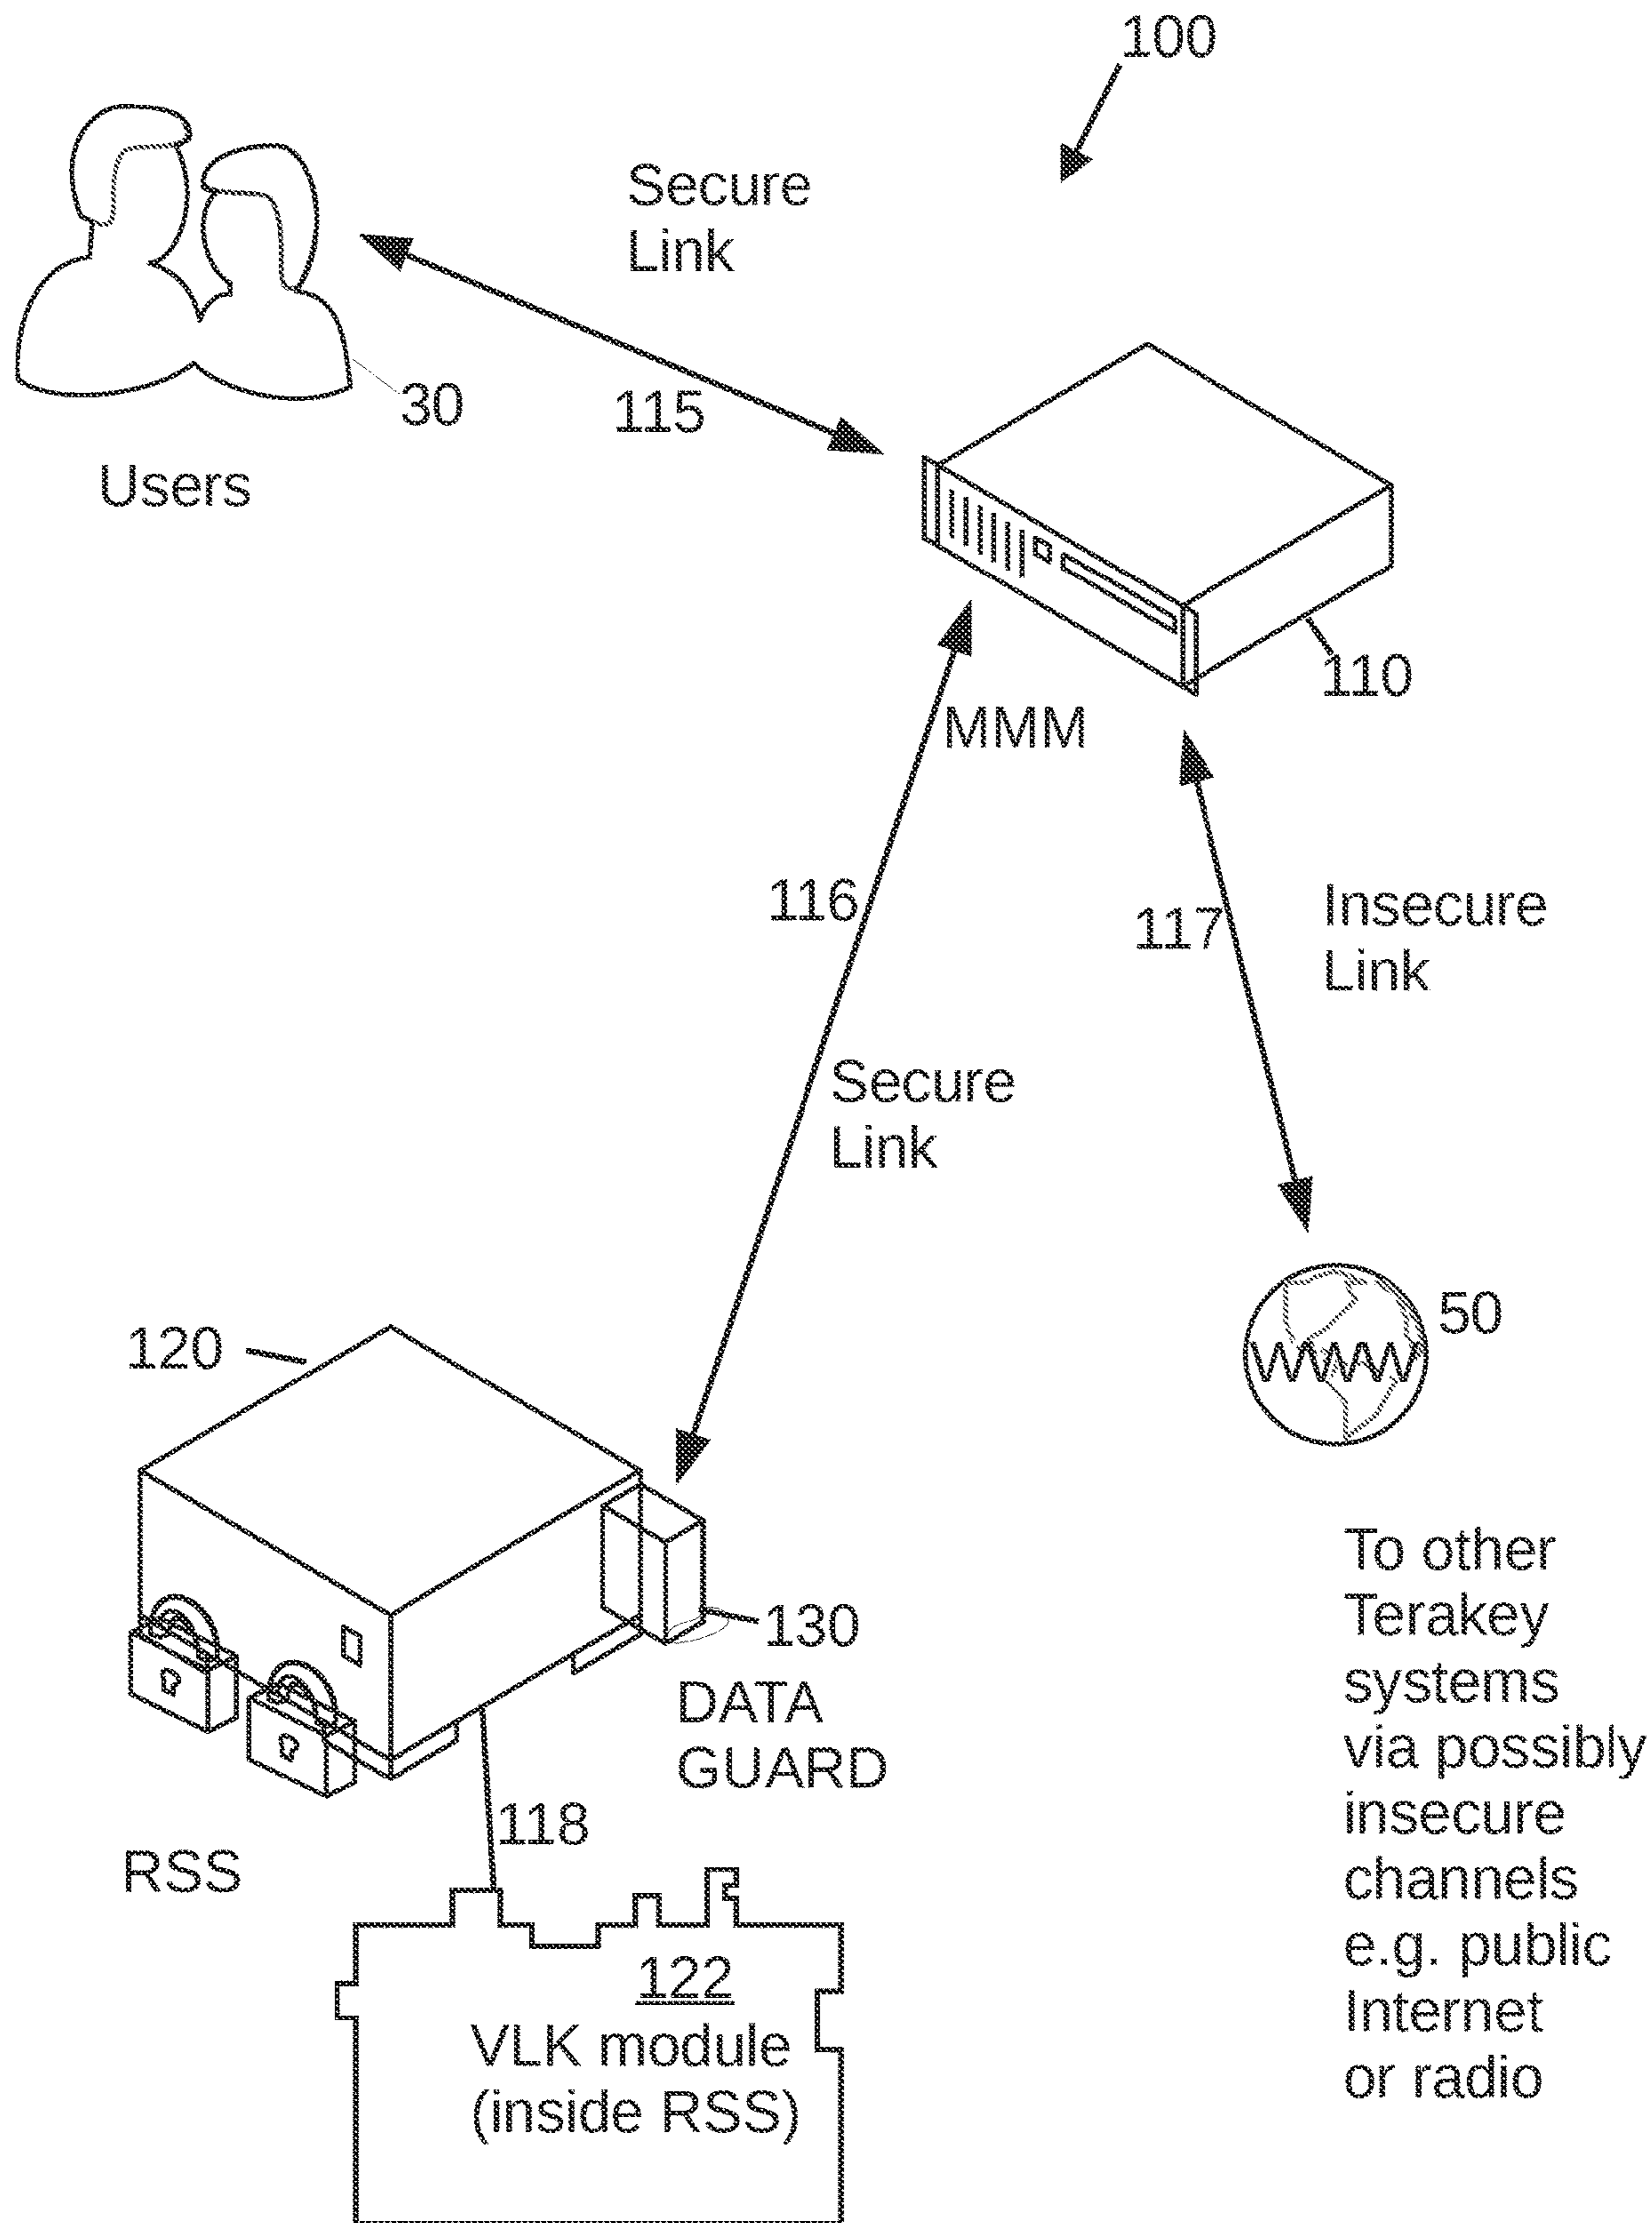 100
Secure
Link
30
115
Users
110
MMM
116
117
Insecure
Link
Secure
Link
120
50
WWW
130
DATA
GUARD
118
RSS
122
VLK module
(inside RSS)
To other
Terakey
systems
via possibly
insecure
channels
e.g. public
Internet
or radio